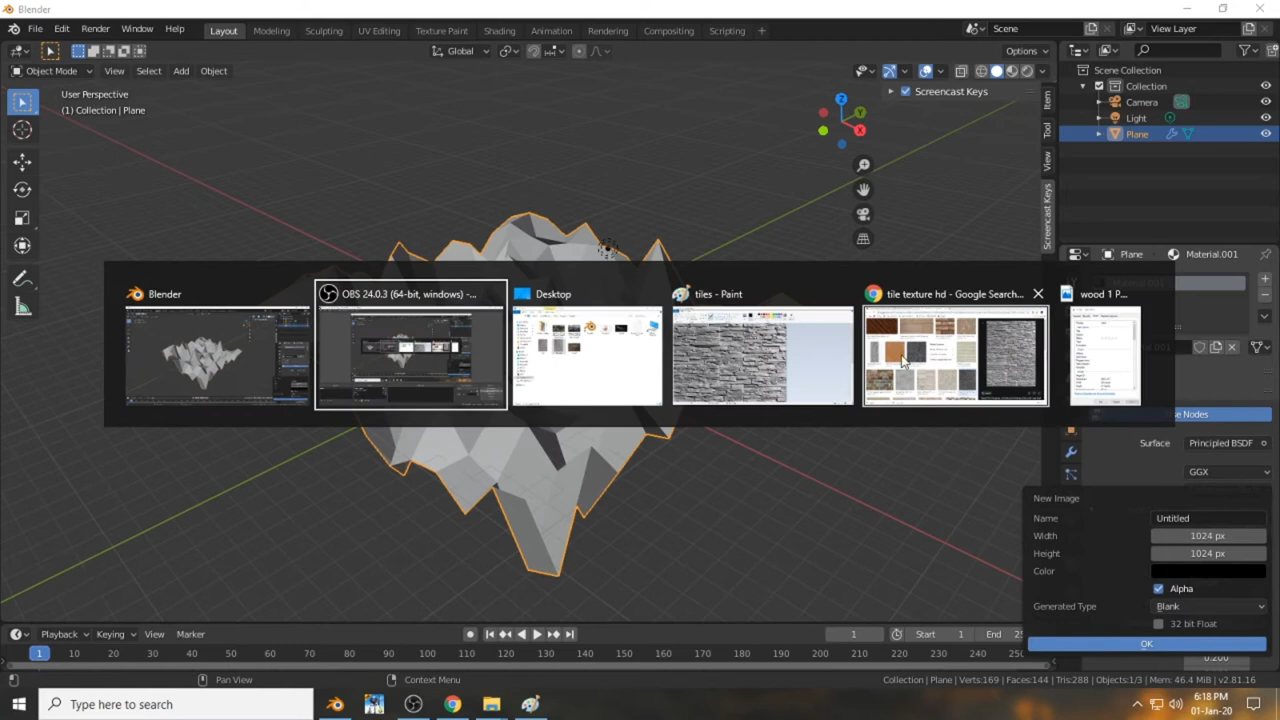 Blender
File Edit Render Window Help
Layout Modeling Sculpting UV Editing Texture Paint Shading Animation Rendering Compositing Scripting
Scene
View Layer
Global
Options
Object Mode View Select Add Object
User Perspective
(1) Collection | Plane
Screencast Keys
Z
Y
X
Item
Tool
View
Screencast Keys
Scene Collection
Collection
Camera
Light
Plane
Plane
Material.001
Blender
OBS 24.0.3 (64-bit, windows) -...
Desktop
tiles - Paint
tile texture hd - Google Search...
wood 1 P...
Surface
Principled BSDF
GGX
New Image
Name
Untitled
Width
1024 px
Height
1024 px
Color
Alpha
Generated Type
Blank
32 bit Float
OK
0.200
Playback Keying View Marker
1
Start 1
End
1 10 20 30 40 50 60 70 80 90 100 110 120 130 140 150 160 170 180 190 200 210 220 230 240 250
Pan View
Context Menu
Collection | Plane | Verts:169 | Faces:144 | Tris:288 | Objects:1/3 | Mem: 46.4 MiB | v2.81.16
Type here to search
6:18 PM
01-Jan-20